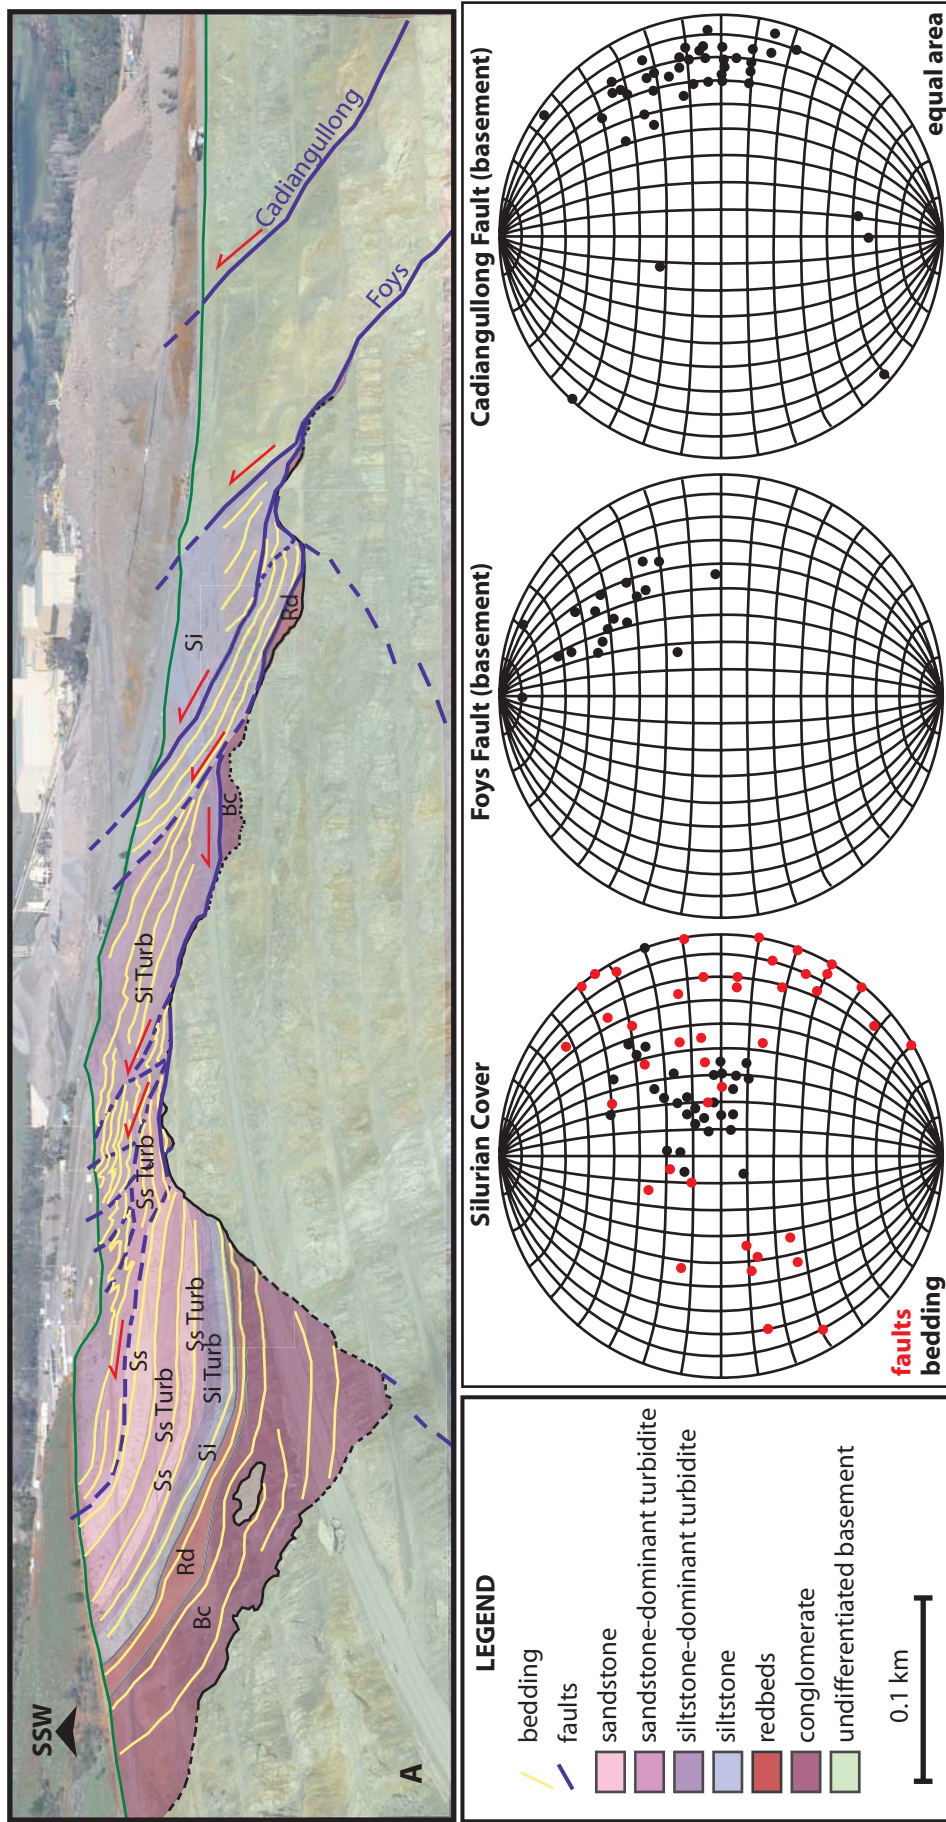 SSW
A
Cadiangullong
Foys
Si
Rd
Bc
Si Turb
Ss Turb
Ss
Ss Turb
Ss Turb
Si Turb
Ss
Si
Rd
Bc
LEGEND
bedding
faults
sandstone
sandstone-dominant turbidite
siltstone-dominant turbidite
siltstone
redbeds
conglomerate
undifferentiated basement
0.1 km
Silurian Cover
faults
bedding
Foys Fault (basement)
Cadiangullong Fault (basement)
equal area